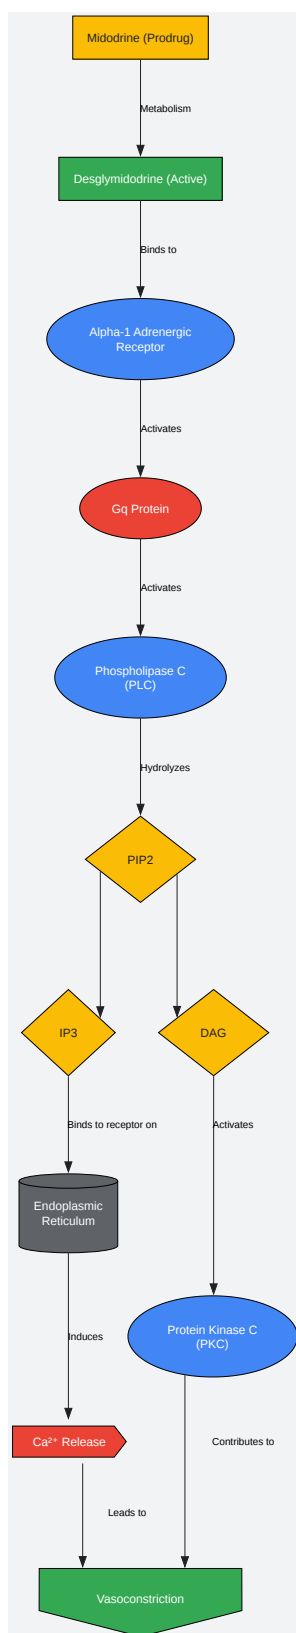 Midodrine (Prodrug)
Metabolism
Desglymidodrine (Active)
Binds to
Alpha-1 Adrenergic
Receptor
Activates
Gq Protein
Activates
Phospholipase C
(PLC)
Hydrolyzes
PIP2
IP3
DAG
Binds to receptor on
Activates
Endoplasmic
Reticulum
Protein Kinase C
(PKC)
Induces
Ca²⁺ Release
Contributes to
Leads to
Vasoconstriction